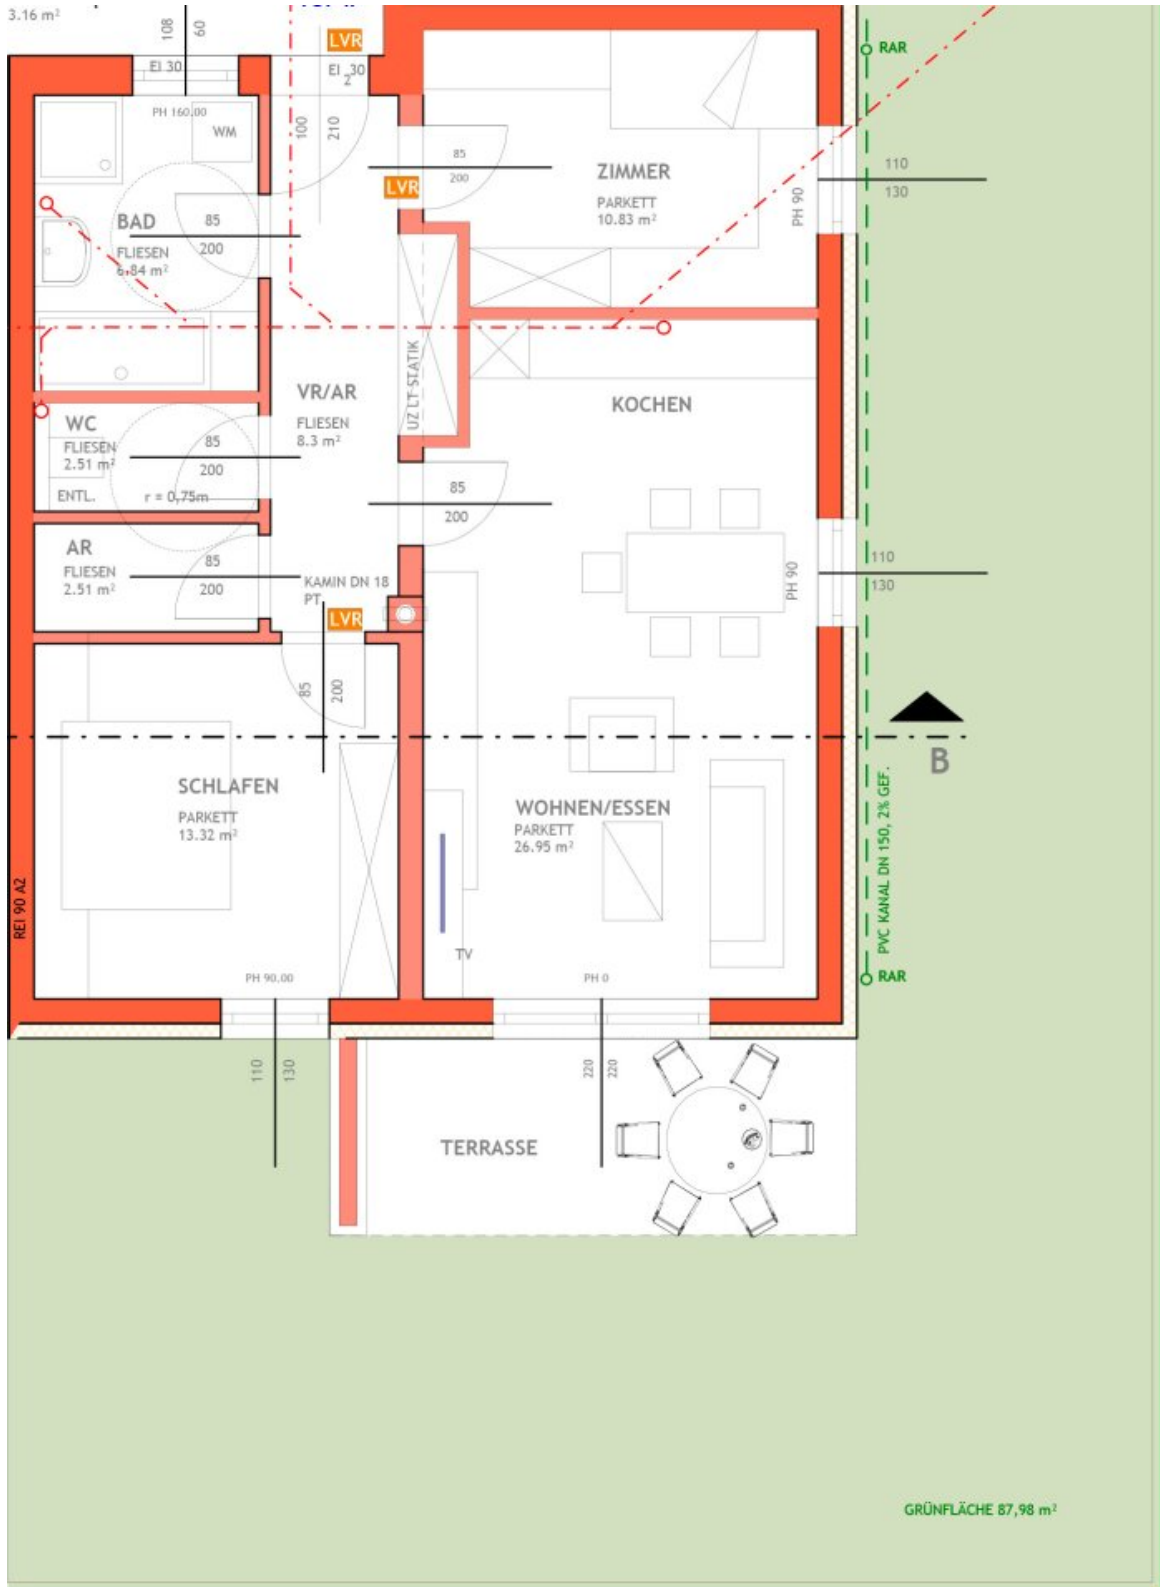 3.16 m²
108
60
LVR
RAR
EI 30
EI₂ 30
PH 160.00
WM
100
210
85
200
110
130
ZIMMER
PARKETT
10.83 m²
PH 90
LVR
BAD
FLIESEN
6.84 m²
85
200
UZ LT STATIK
VR/AR
FLIESEN
8.3 m²
KOCHEN
WC
FLIESEN
2.51 m²
ENTL.
r = 0,75m
85
200
85
200
AR
FLIESEN
2.51 m²
85
200
KAMIN DN 18
PT
LVR
PH 90
110
130
85
200
B
SCHLAFEN
PARKETT
13.32 m²
WOHNEN/ESSEN
PARKETT
26.95 m²
PVC KANAL DN 150, 2% GEF.
REI 90 A2
TV
PH 90.00
PH 0
RAR
110
130
220
220
TERRASSE
GRÜNFLÄCHE 87,98 m²